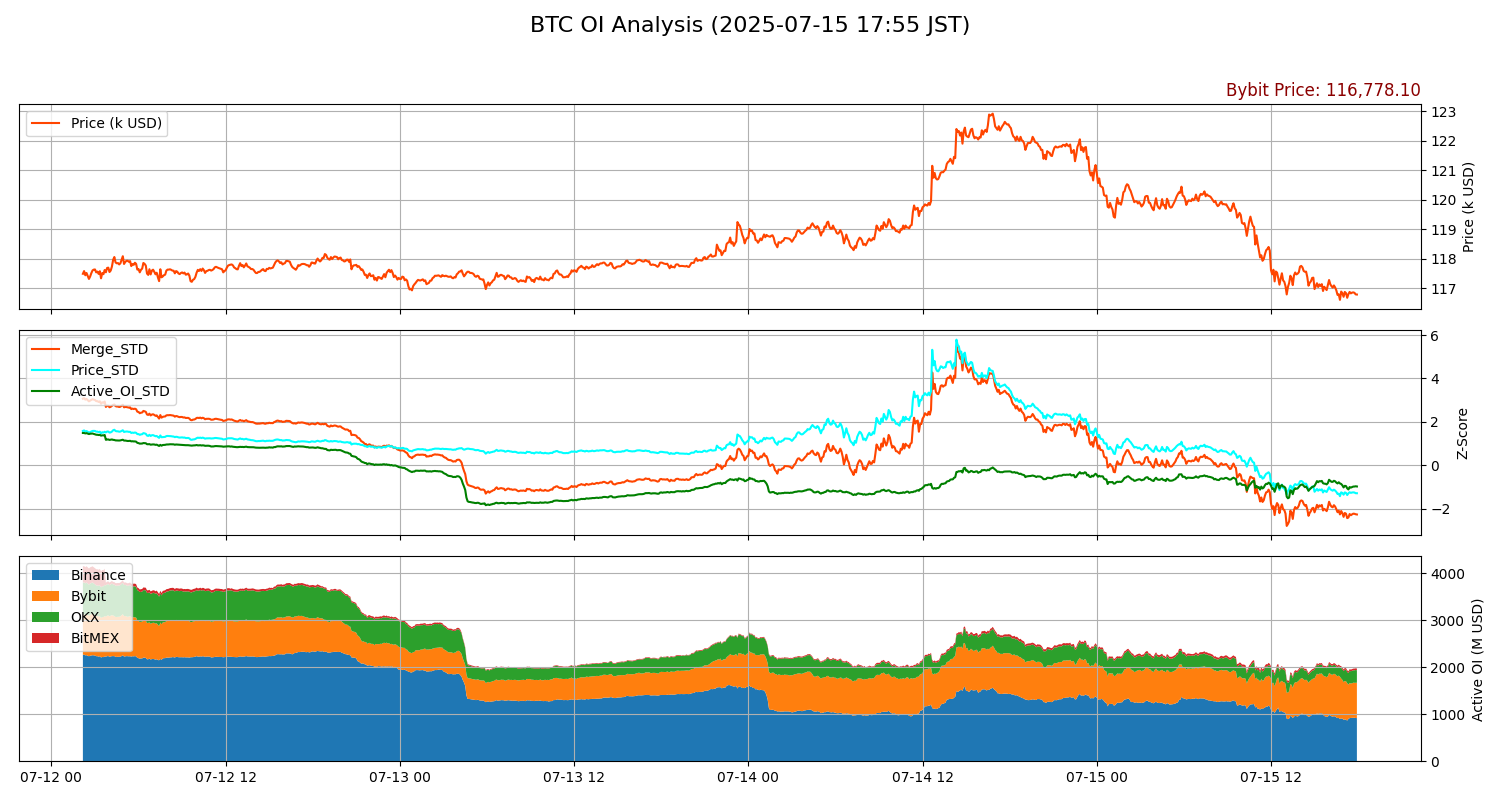 BTC OI Analysis (2025-07-15 17:55 JST)
Bybit Price: 116,778.10
Price (k USD)
123
122
121
120
119
118
117
Price (k USD)
Merge_STD
Price_STD
Active_OI_STD
6
4
2
0
−2
Z-Score
Binance
Bybit
OKX
BitMEX
4000
3000
2000
1000
0
Active OI (M USD)
07-12 00 07-12 12 07-13 00 07-13 12 07-14 00 07-14 12 07-15 00 07-15 12